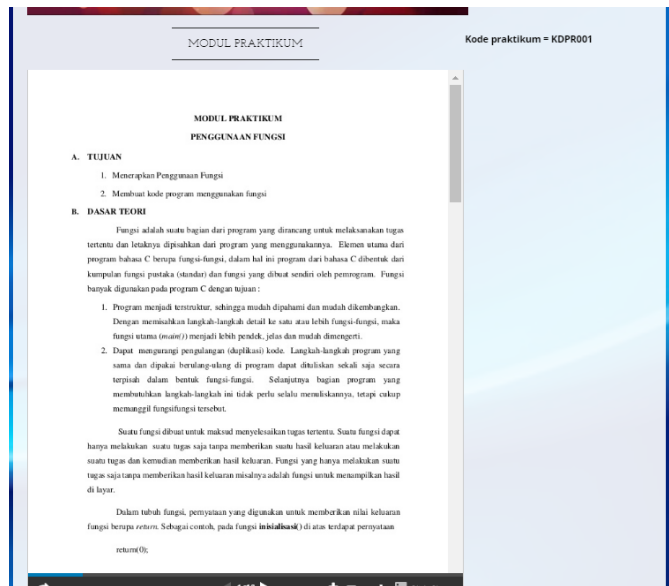 MODUL PRAKTIKUM
Kode praktikum = KDPR001
MODUL PRAKTIKUM
PENGGUNAAN FUNGSI
A. TUJUAN
1. Menerapkan Penggunaan Fungsi
2. Membuat kode program menggunakan fungsi
B. DASAR TEORI
Fungsi adalah suatu bagian dari program yang dirancang untuk melaksanakan tugas
tertentu dan letaknya dipisahkan dari program yang menggunakannya. Elemen utama dari
program bahasa C berupa fungsi-fungsi, dalam hal ini program dari bahasa C dibentuk dari
kumpulan fungsi pustaka (standar) dan fungsi yang dibuat sendiri oleh pemrogram. Fungsi
banyak digunakan pada program C dengan tujuan :
1. Program menjadi terstruktur, sehingga mudah dipahami dan mudah dikembangkan.
Dengan memisahkan langkah-langkah detail ke satu atau lebih fungsi-fungsi, maka
fungsi utama (main()) menjadi lebih pendek, jelas dan mudah dimengerti.
2. Dapat mengurangi pengulangan (duplikasi) kode. Langkah-langkah program yang
sama dan dipakai berulang-ulang di program dapat dituliskan sekali saja secara
terpisah dalam bentuk fungsi-fungsi. Selanjutnya bagian program yang
membutuhkan langkah-langkah ini tidak perlu selalu menuliskannya, tetapi cukup
memanggil fungsifungsi tersebut.
Suatu fungsi dibuat untuk maksud menyelesaikan tugas tertentu. Suatu fungsi dapat
hanya melakukan suatu tugas saja tanpa memberikan suatu hasil keluaran atau melakukan
suatu tugas dan kemudian memberikan hasil keluaran. Fungsi yang hanya melakukan suatu
tugas saja tanpa memberikan hasil keluaran misalnya adalah fungsi untuk menampilkan hasil
di layar.
Dalam tubuh fungsi, pernyataan yang digunakan untuk memberikan nilai keluaran
fungsi berupa return. Sebagai contoh, pada fungsi inisialisasi() di atas terdapat pernyataan
return(0);